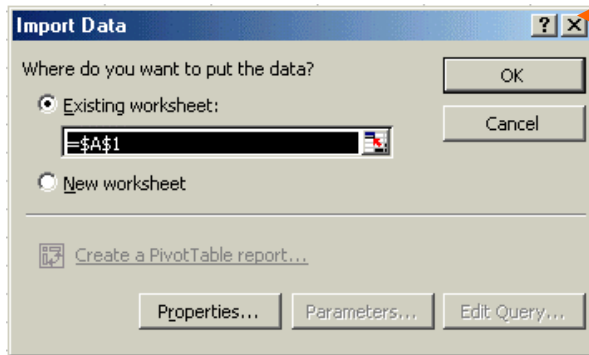 Import Data
Where do you want to put the data?
OK
Existing worksheet:
Cancel
=$A$1
New worksheet
Create a PivotTable report...
Properties... Parameters... Edit Query...